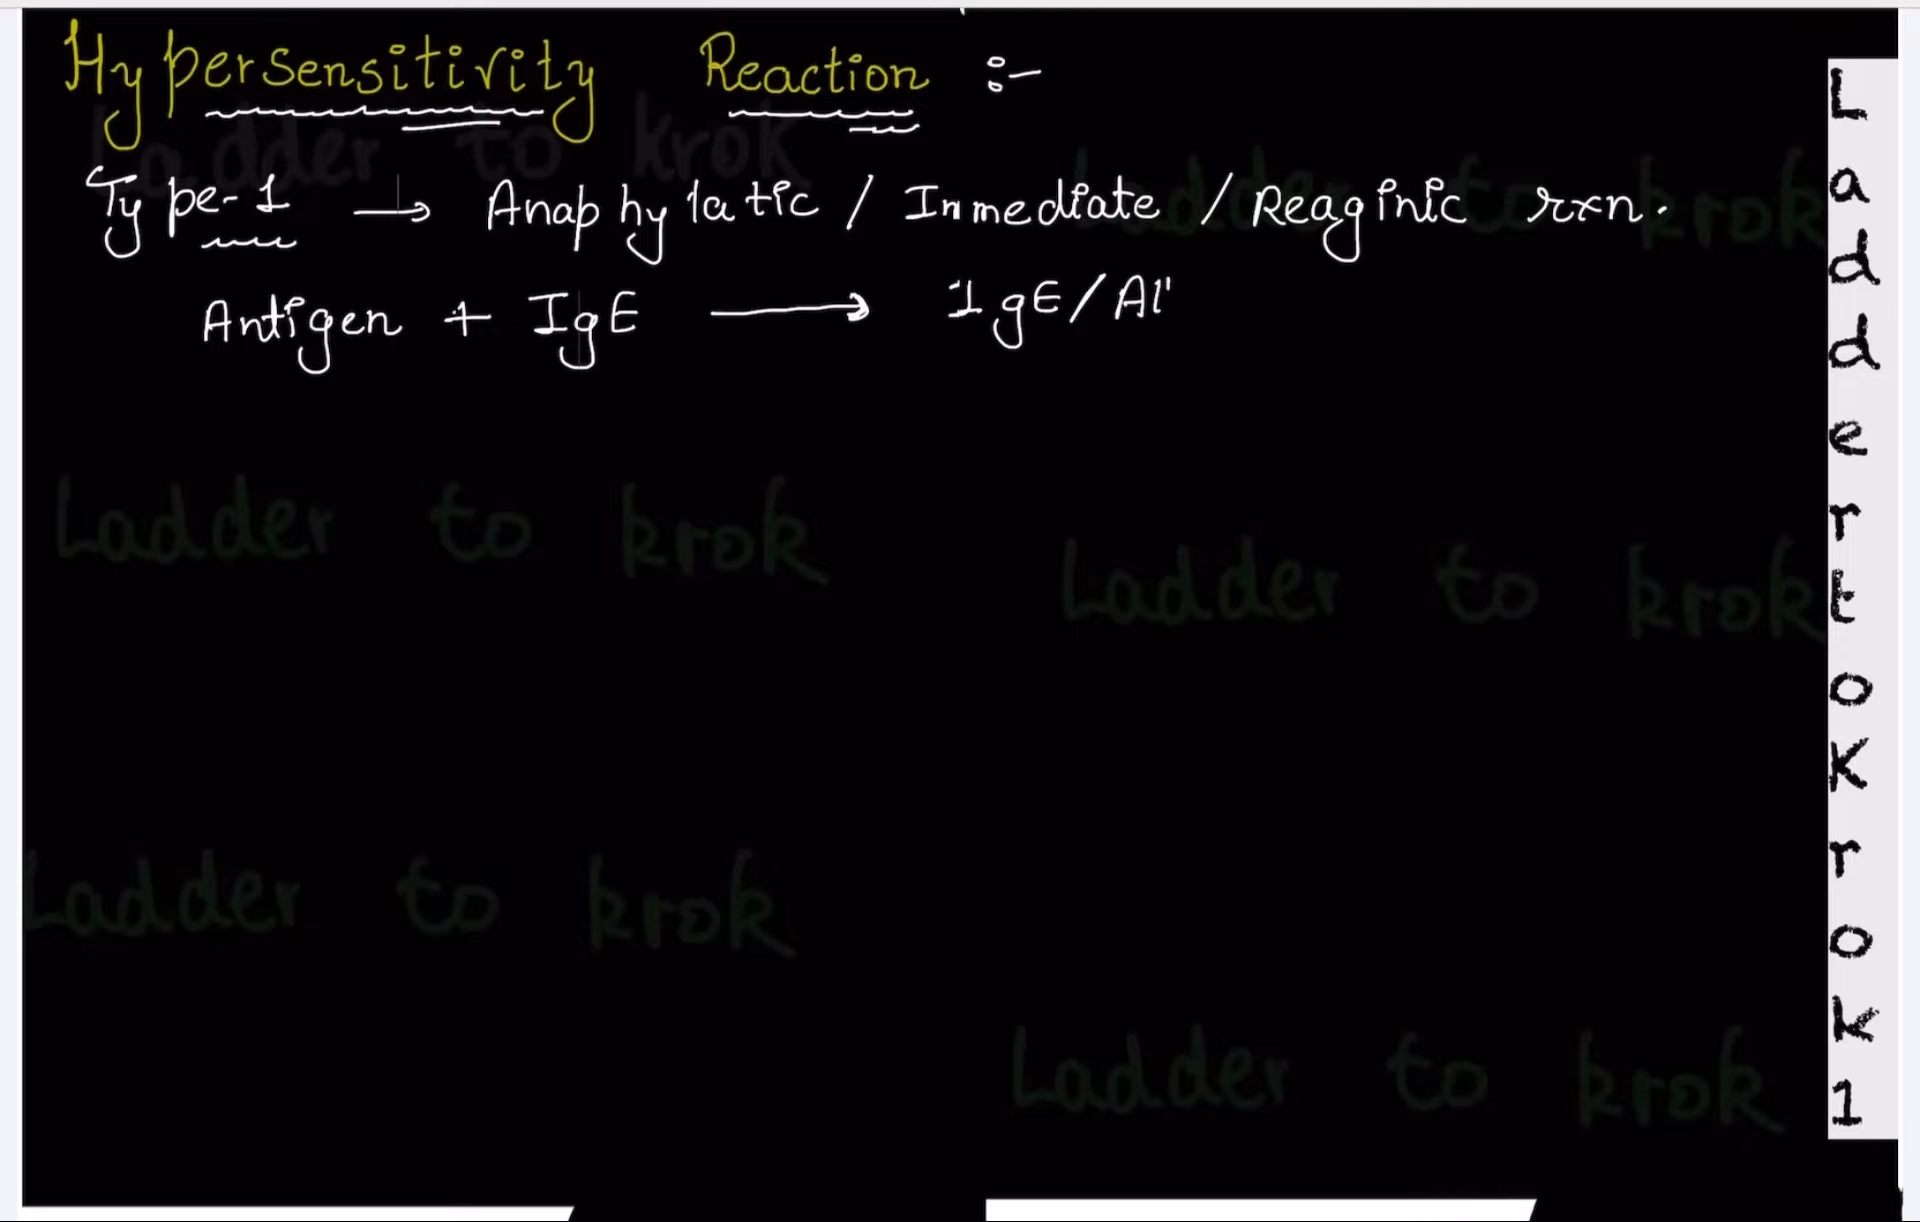 Hypersensitivity Reaction :-
Ladder to krok
Type-1 → Anaphylatic / Immediate / Reaginic rxn.
Ladder to krok
Antigen + IgE → IgE/
Ladder to krok
Ladder to krok
Ladder to krok
Ladder to krok
LaddertoKroK1